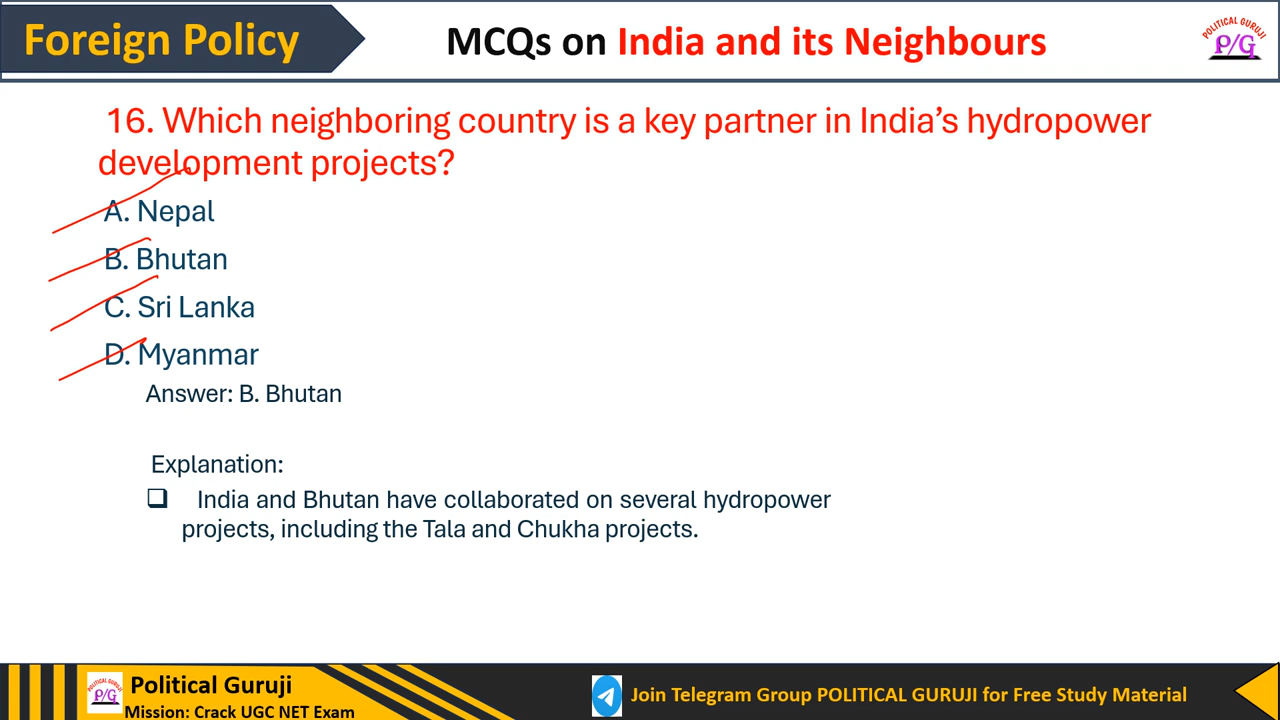 Foreign Policy
MCQs on India and its Neighbours
POLITICAL GURUJI
P/G
16. Which neighboring country is a key partner in India’s hydropower
development projects?
A. Nepal
B. Bhutan
C. Sri Lanka
D. Myanmar
Answer: B. Bhutan
Explanation:
India and Bhutan have collaborated on several hydropower
projects, including the Tala and Chukha projects.
POLITICAL GURUJI
P/G
Political Guruji
Mission: Crack UGC NET Exam
Join Telegram Group POLITICAL GURUJI for Free Study Material